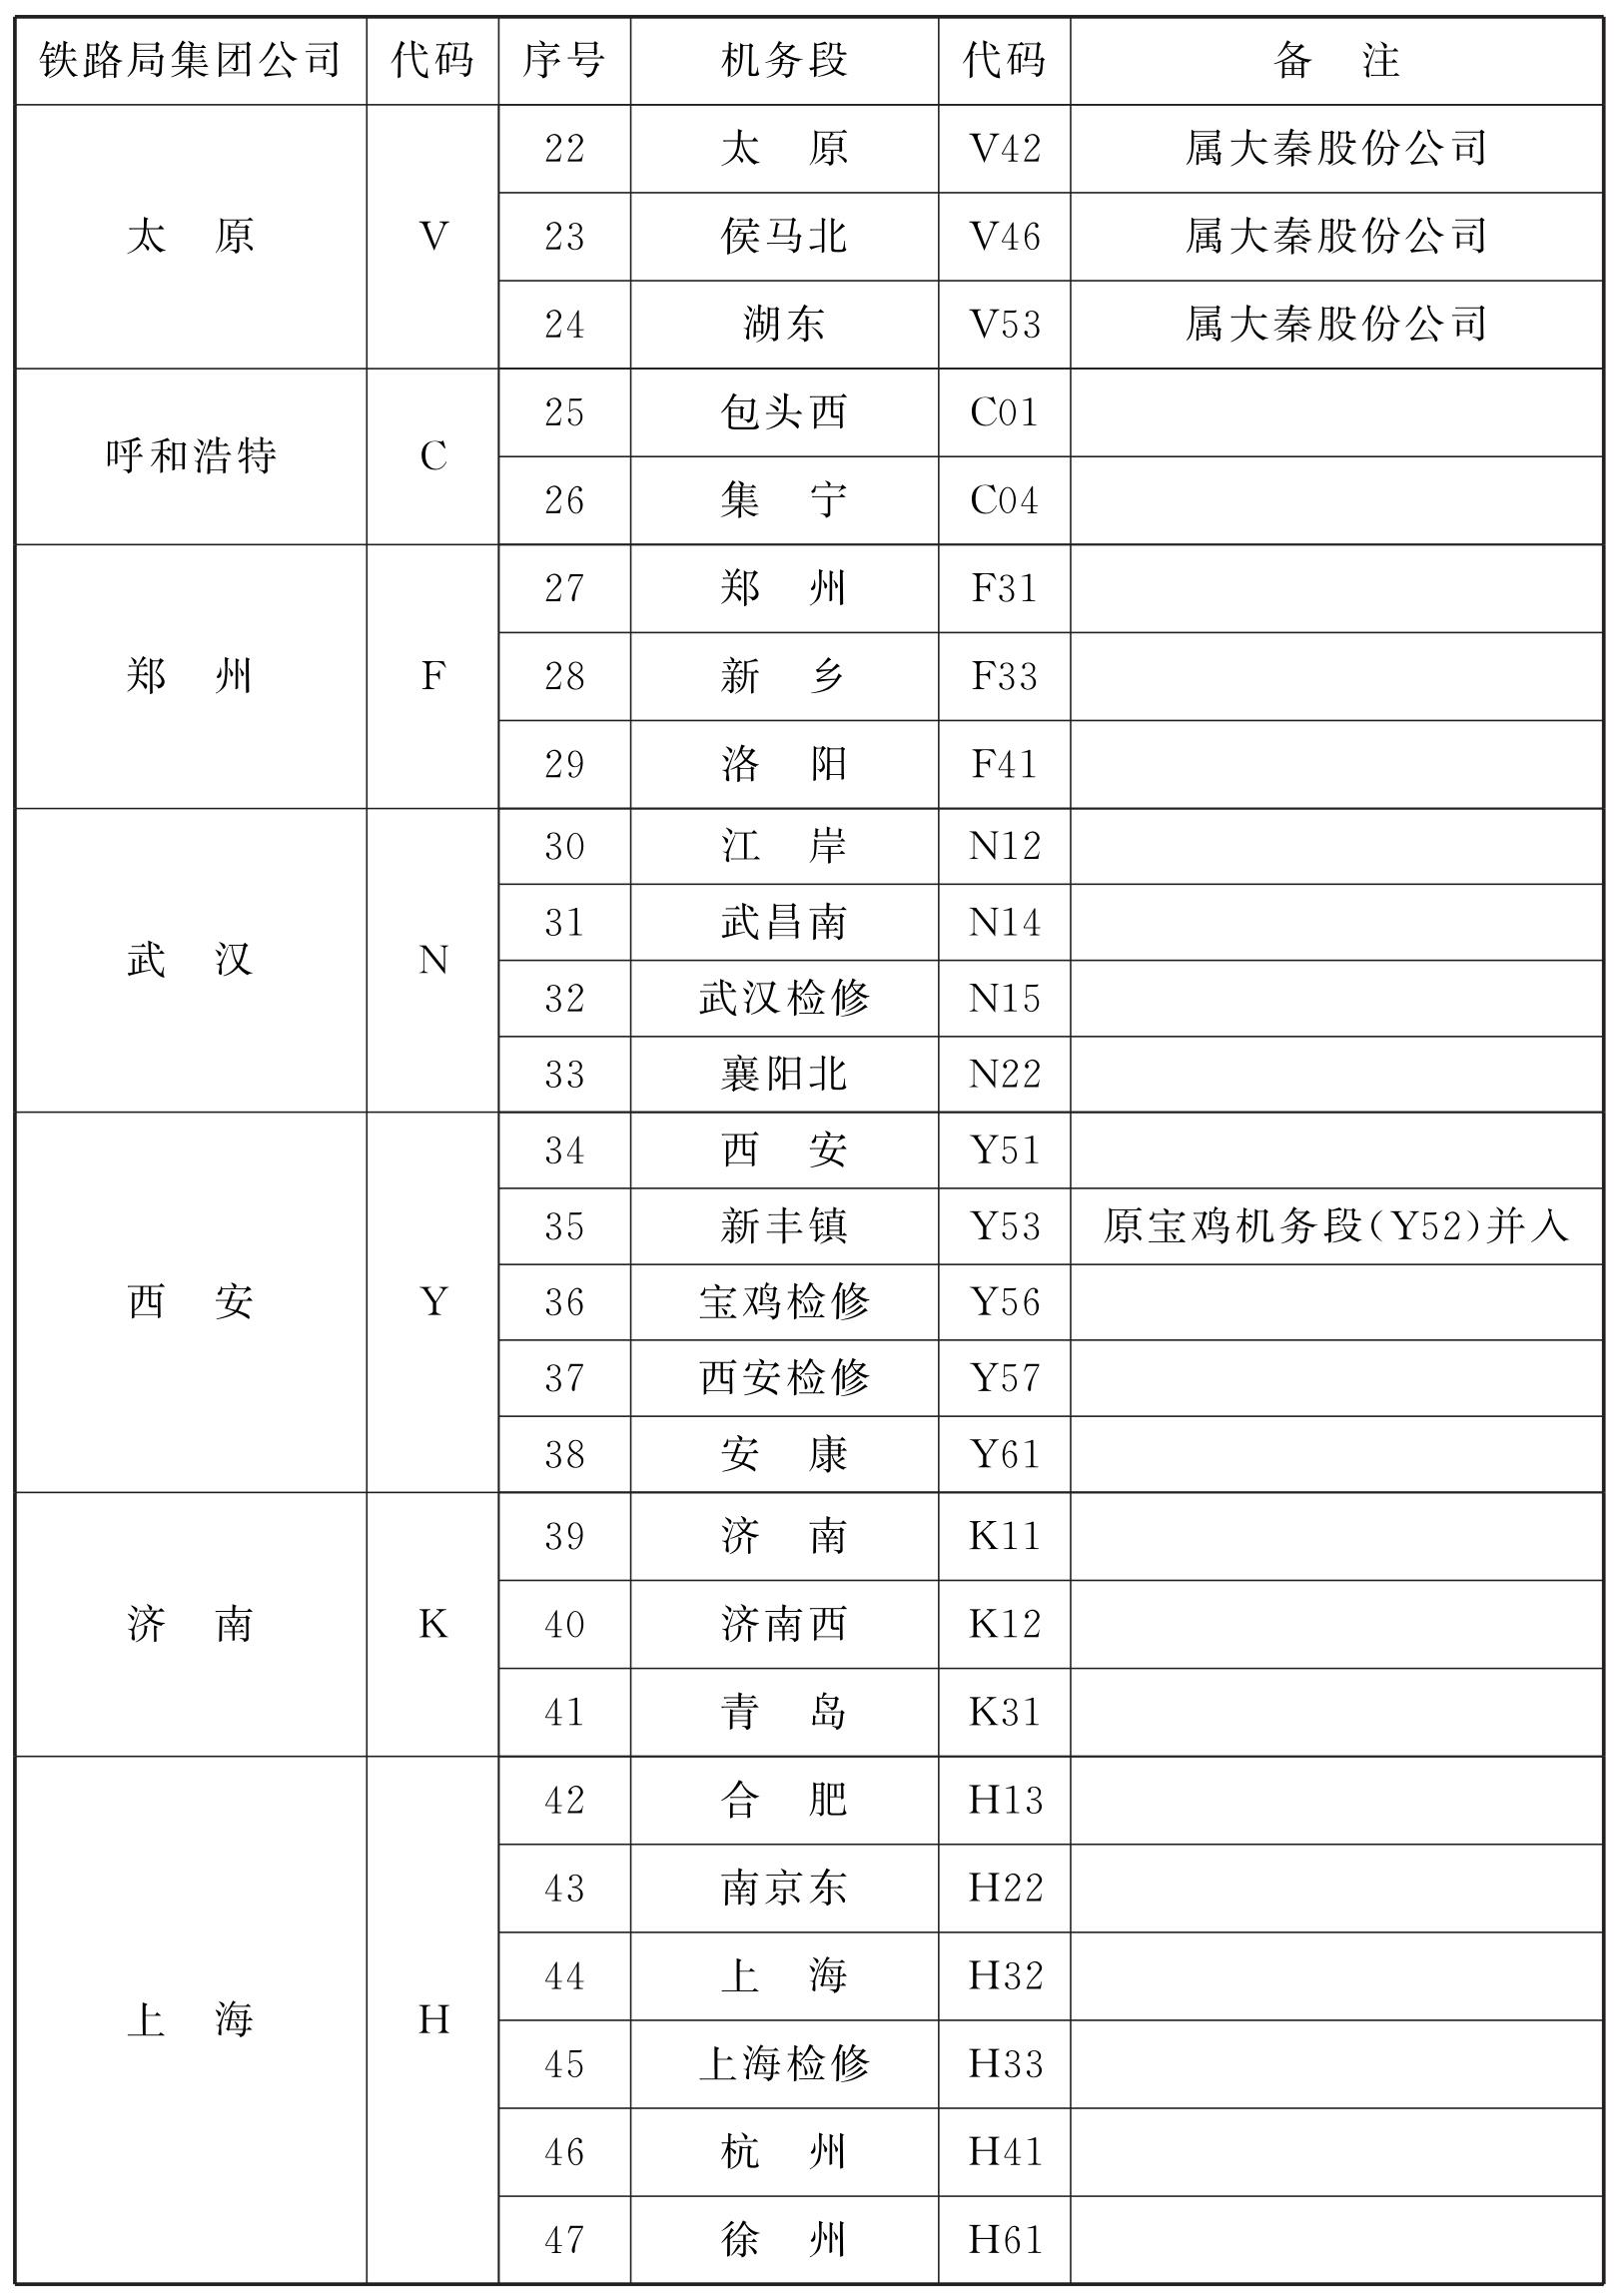 铁路局集团公司 代码 序号 机务段 代码 备 注
太 原 V 22 太 原 V42 属大秦股份公司
23 侯马北 V46 属大秦股份公司
24 湖东 V53 属大秦股份公司
呼和浩特 C 25 包头西 C01
26 集 宁 C04
郑 州 F 27 郑 州 F31
28 新 乡 F33
29 洛 阳 F41
武 汉 N 30 江 岸 N12
31 武昌南 N14
32 武汉检修 N15
33 襄阳北 N22
西 安 Y 34 西 安 Y51
35 新丰镇 Y53 原宝鸡机务段(Y52)并入
36 宝鸡检修 Y56
37 西安检修 Y57
38 安 康 Y61
济 南 K 39 济 南 K11
40 济南西 K12
41 青 岛 K31
上 海 H 42 合 肥 H13
43 南京东 H22
44 上 海 H32
45 上海检修 H33
46 杭 州 H41
47 徐 州 H61